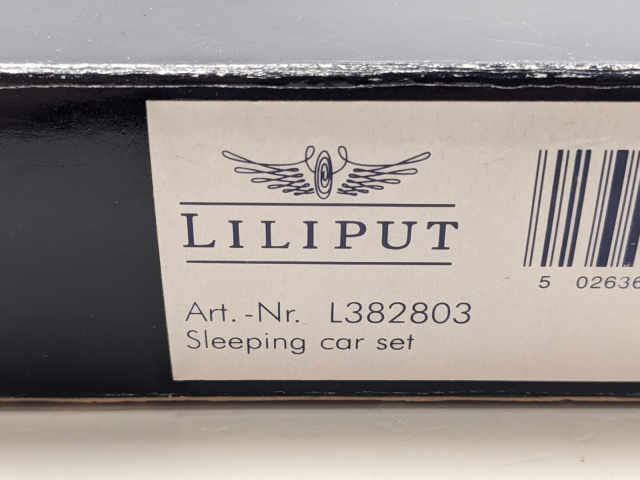 LILIPUT
Art.-Nr. L382803
Sleeping car set
5 02636